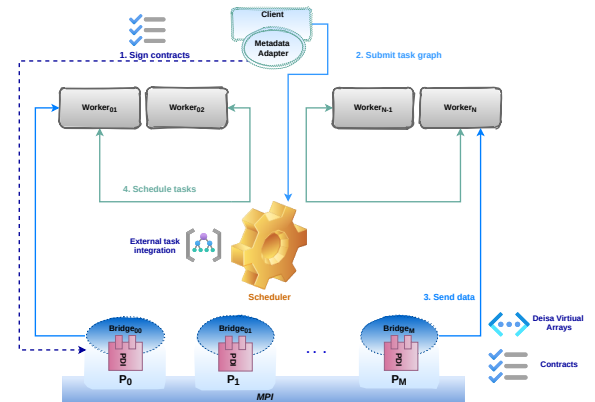 Client
Metadata
Adapter
1. Sign contracts
2. Submit task graph
Worker01
Worker02
WorkerN-1
WorkerN
4. Schedule tasks
External task
integration
Scheduler
3. Send data
Deisa Virtiual
Arrays
Contracts
Bridge00
Bridge01
BridgeM
PDI
PDI
PDI
. . .
P0
P1
PM
MPI